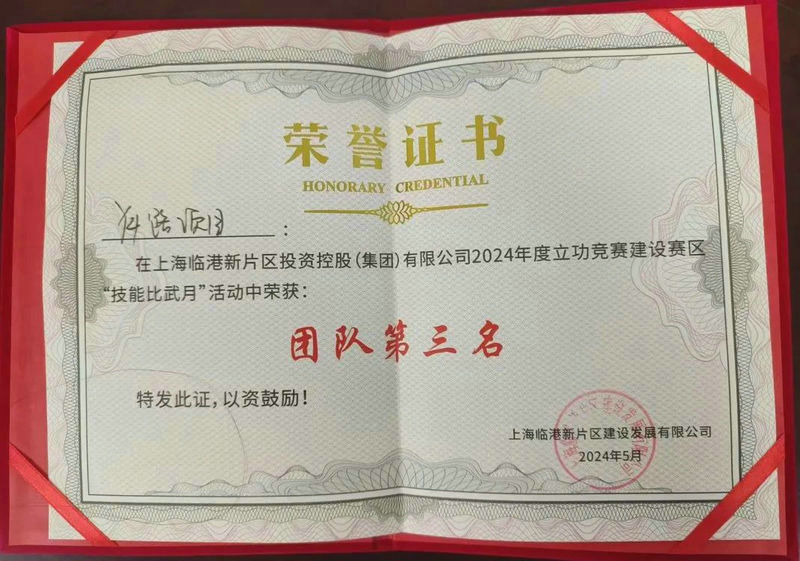 荣誉证书
HONORARY CREDENTIAL
项目：
在上海临港新片区投资控股(集团)有限公司2024年度立功竞赛建设赛区
“技能比武月”活动中荣获：
团队第三名
特发此证，以资鼓励！
上海临港新片区建设发展有限公司
2024年5月